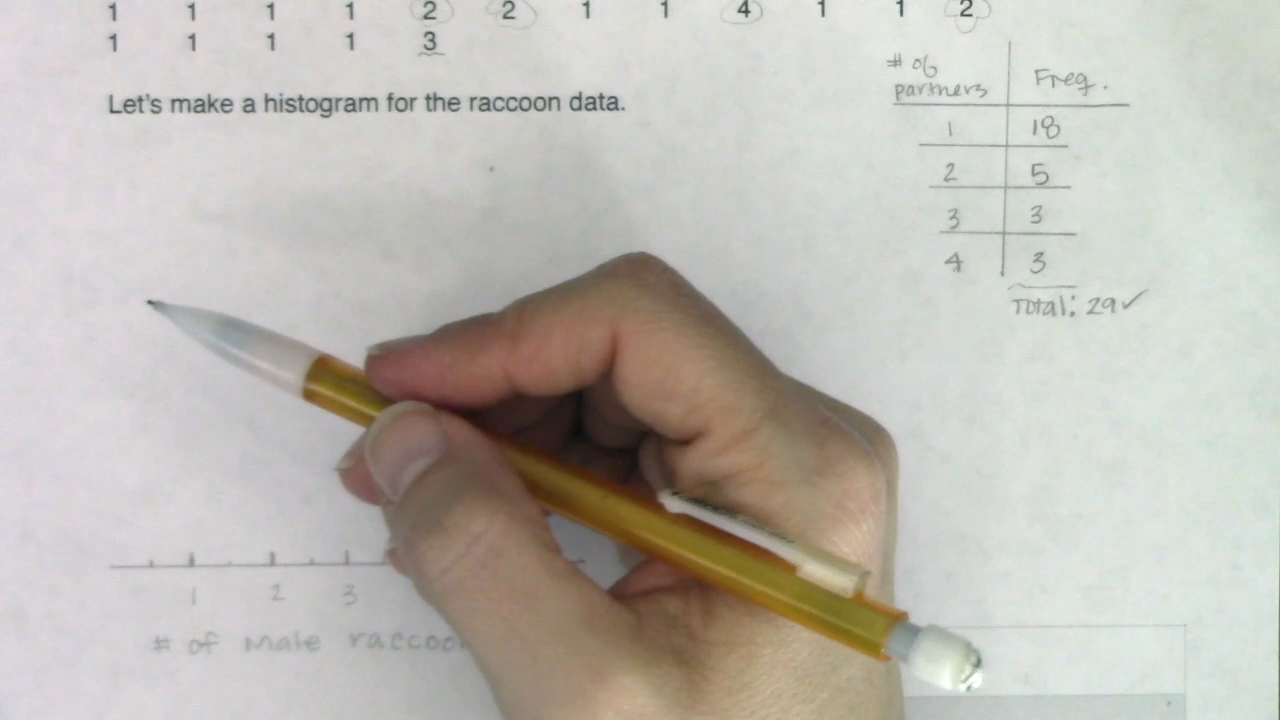 1 1 1 1 2 2 1 1 4 1 1 2
1 1 1 1 3
Let's make a histogram for the raccoon data.
# of
partners Freq.
1 18
2 5
3 3
4 3
Total: 29✓
1 2 3
# of male